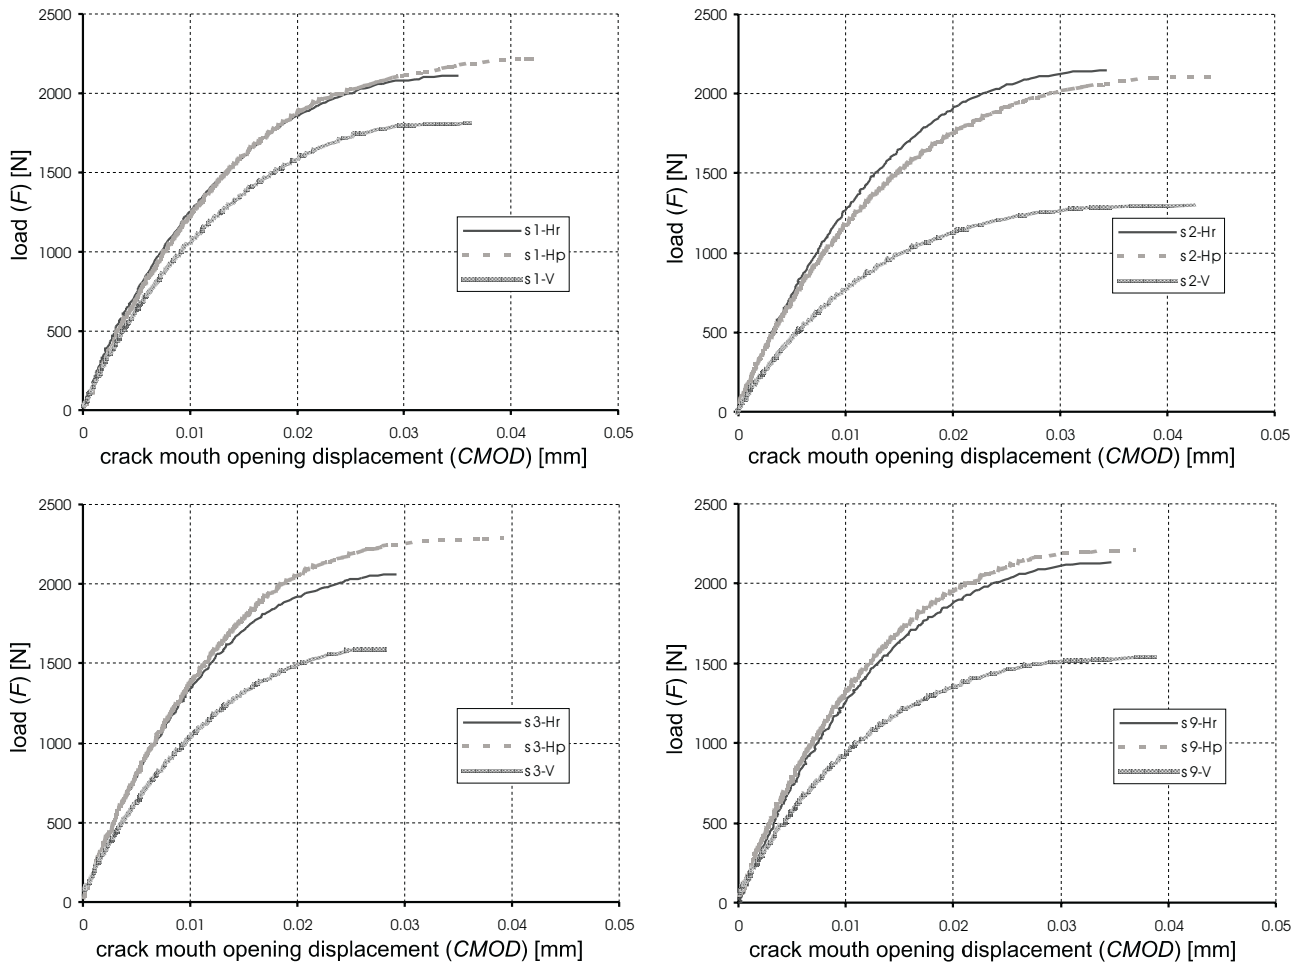 2500
2000
1500
1000
500
0
load (F) [N]
s1-Hr
s1-Hp
s1-V
0 0.01 0.02 0.03 0.04 0.05
crack mouth opening displacement (CMOD) [mm]
2500
2000
1500
1000
500
0
load (F) [N]
s2-Hr
s2-Hp
s2-V
0 0.01 0.02 0.03 0.04 0.05
crack mouth opening displacement (CMOD) [mm]
2500
2000
1500
1000
500
0
load (F) [N]
s3-Hr
s3-Hp
s3-V
0 0.01 0.02 0.03 0.04 0.05
crack mouth opening displacement (CMOD) [mm]
2500
2000
1500
1000
500
0
load (F) [N]
s9-Hr
s9-Hp
s9-V
0 0.01 0.02 0.03 0.04 0.05
crack mouth opening displacement (CMOD) [mm]